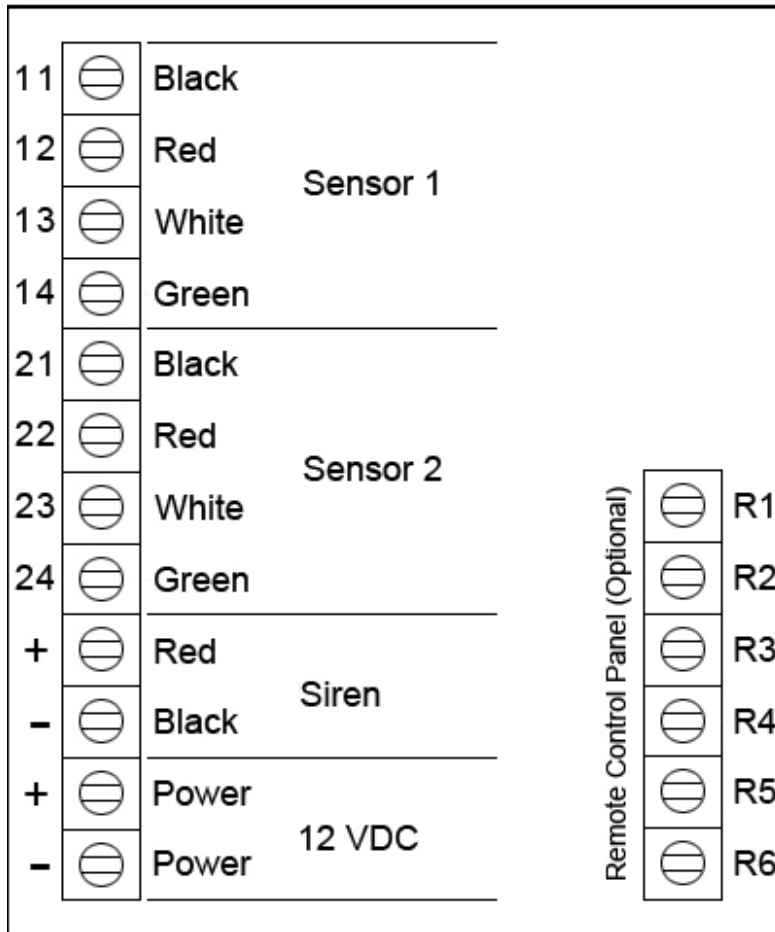 11 Black
12 Red
Sensor 1
13 White
14 Green
21 Black
22 Red
Sensor 2
23 White
24 Green
+ Red
Siren
- Black
+ Power
12 VDC
- Power
Remote Control Panel (Optional)
R1
R2
R3
R4
R5
R6